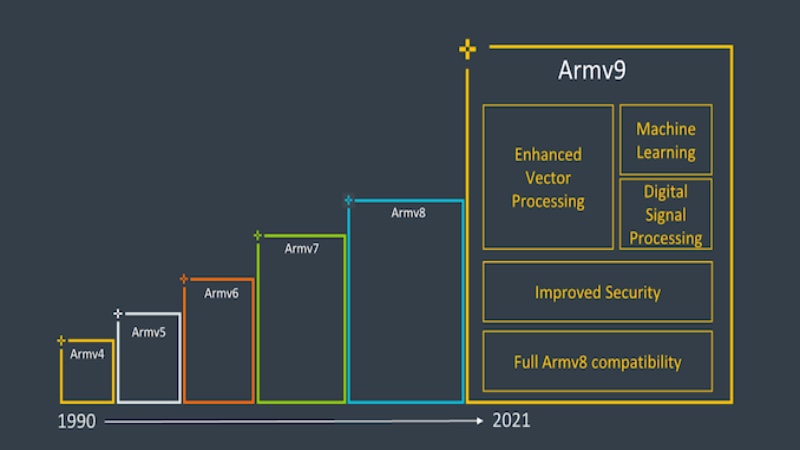 Armv4
Armv5
Armv6
Armv7
Armv8
Armv9
Enhanced
Vector
Processing
Machine
Learning
Digital
Signal
Processing
Improved Security
Full Armv8 compatibility
1990
2021